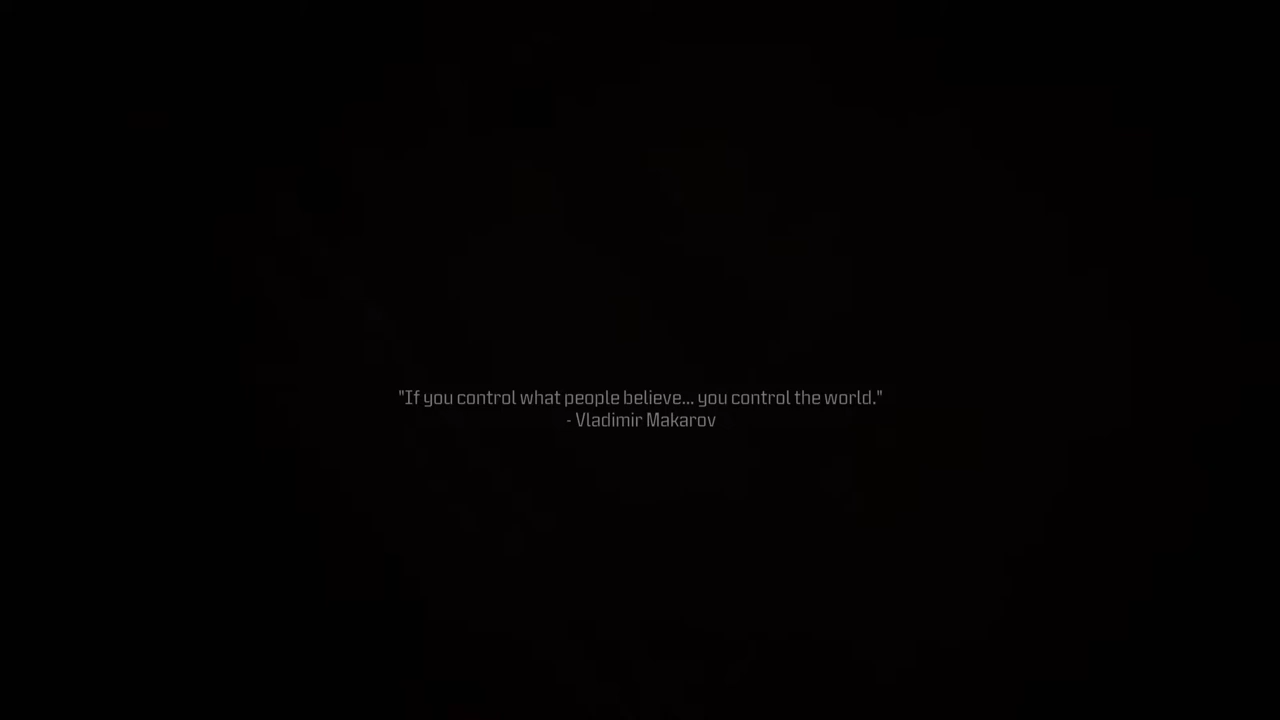 "If you control what people believe... you control the world."
- Vladimir Makarov